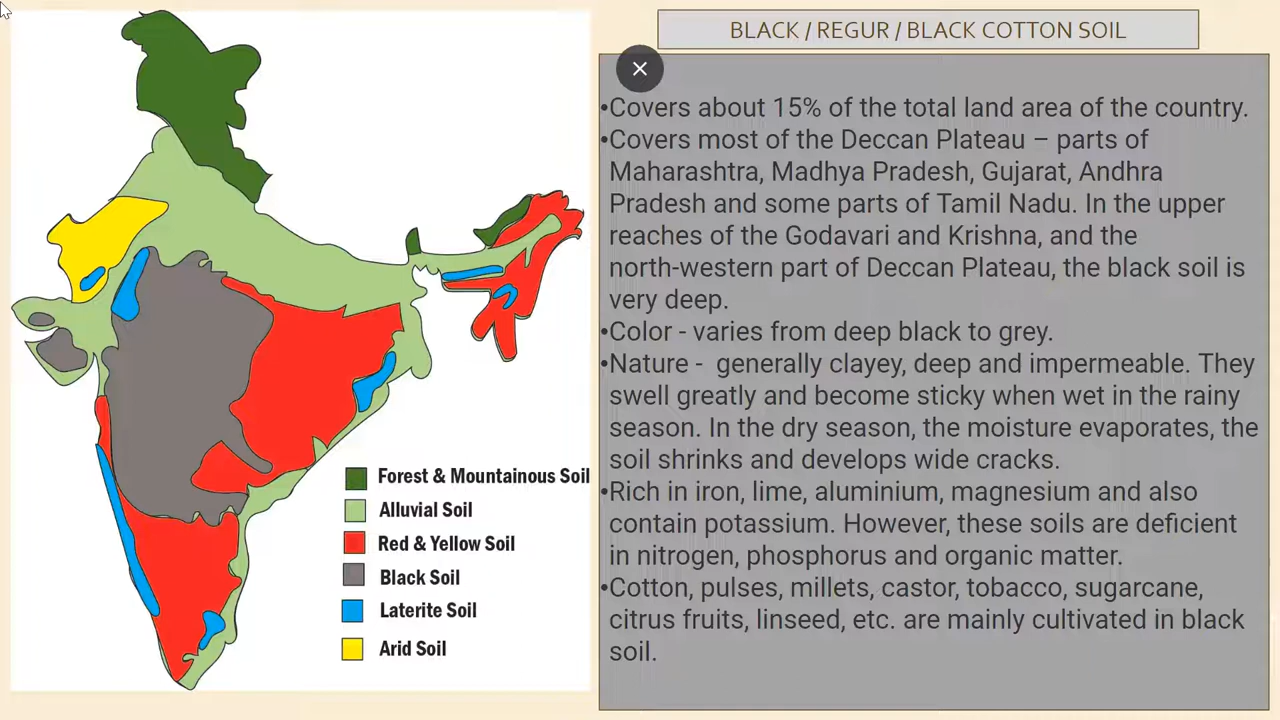 BLACK / REGUR / BLACK COTTON SOIL
•Covers about 15% of the total land area of the country.
•Covers most of the Deccan Plateau – parts of
Maharashtra, Madhya Pradesh, Gujarat, Andhra
Pradesh and some parts of Tamil Nadu. In the upper
reaches of the Godavari and Krishna, and the
north-western part of Deccan Plateau, the black soil is
very deep.
•Color - varies from deep black to grey.
•Nature - generally clayey, deep and impermeable. They
swell greatly and become sticky when wet in the rainy
season. In the dry season, the moisture evaporates, the
soil shrinks and develops wide cracks.
•Rich in iron, lime, aluminium, magnesium and also
contain potassium. However, these soils are deficient
in nitrogen, phosphorus and organic matter.
•Cotton, pulses, millets, castor, tobacco, sugarcane,
citrus fruits, linseed, etc. are mainly cultivated in black
soil.
Forest & Mountainous Soil
Alluvial Soil
Red & Yellow Soil
Black Soil
Laterite Soil
Arid Soil